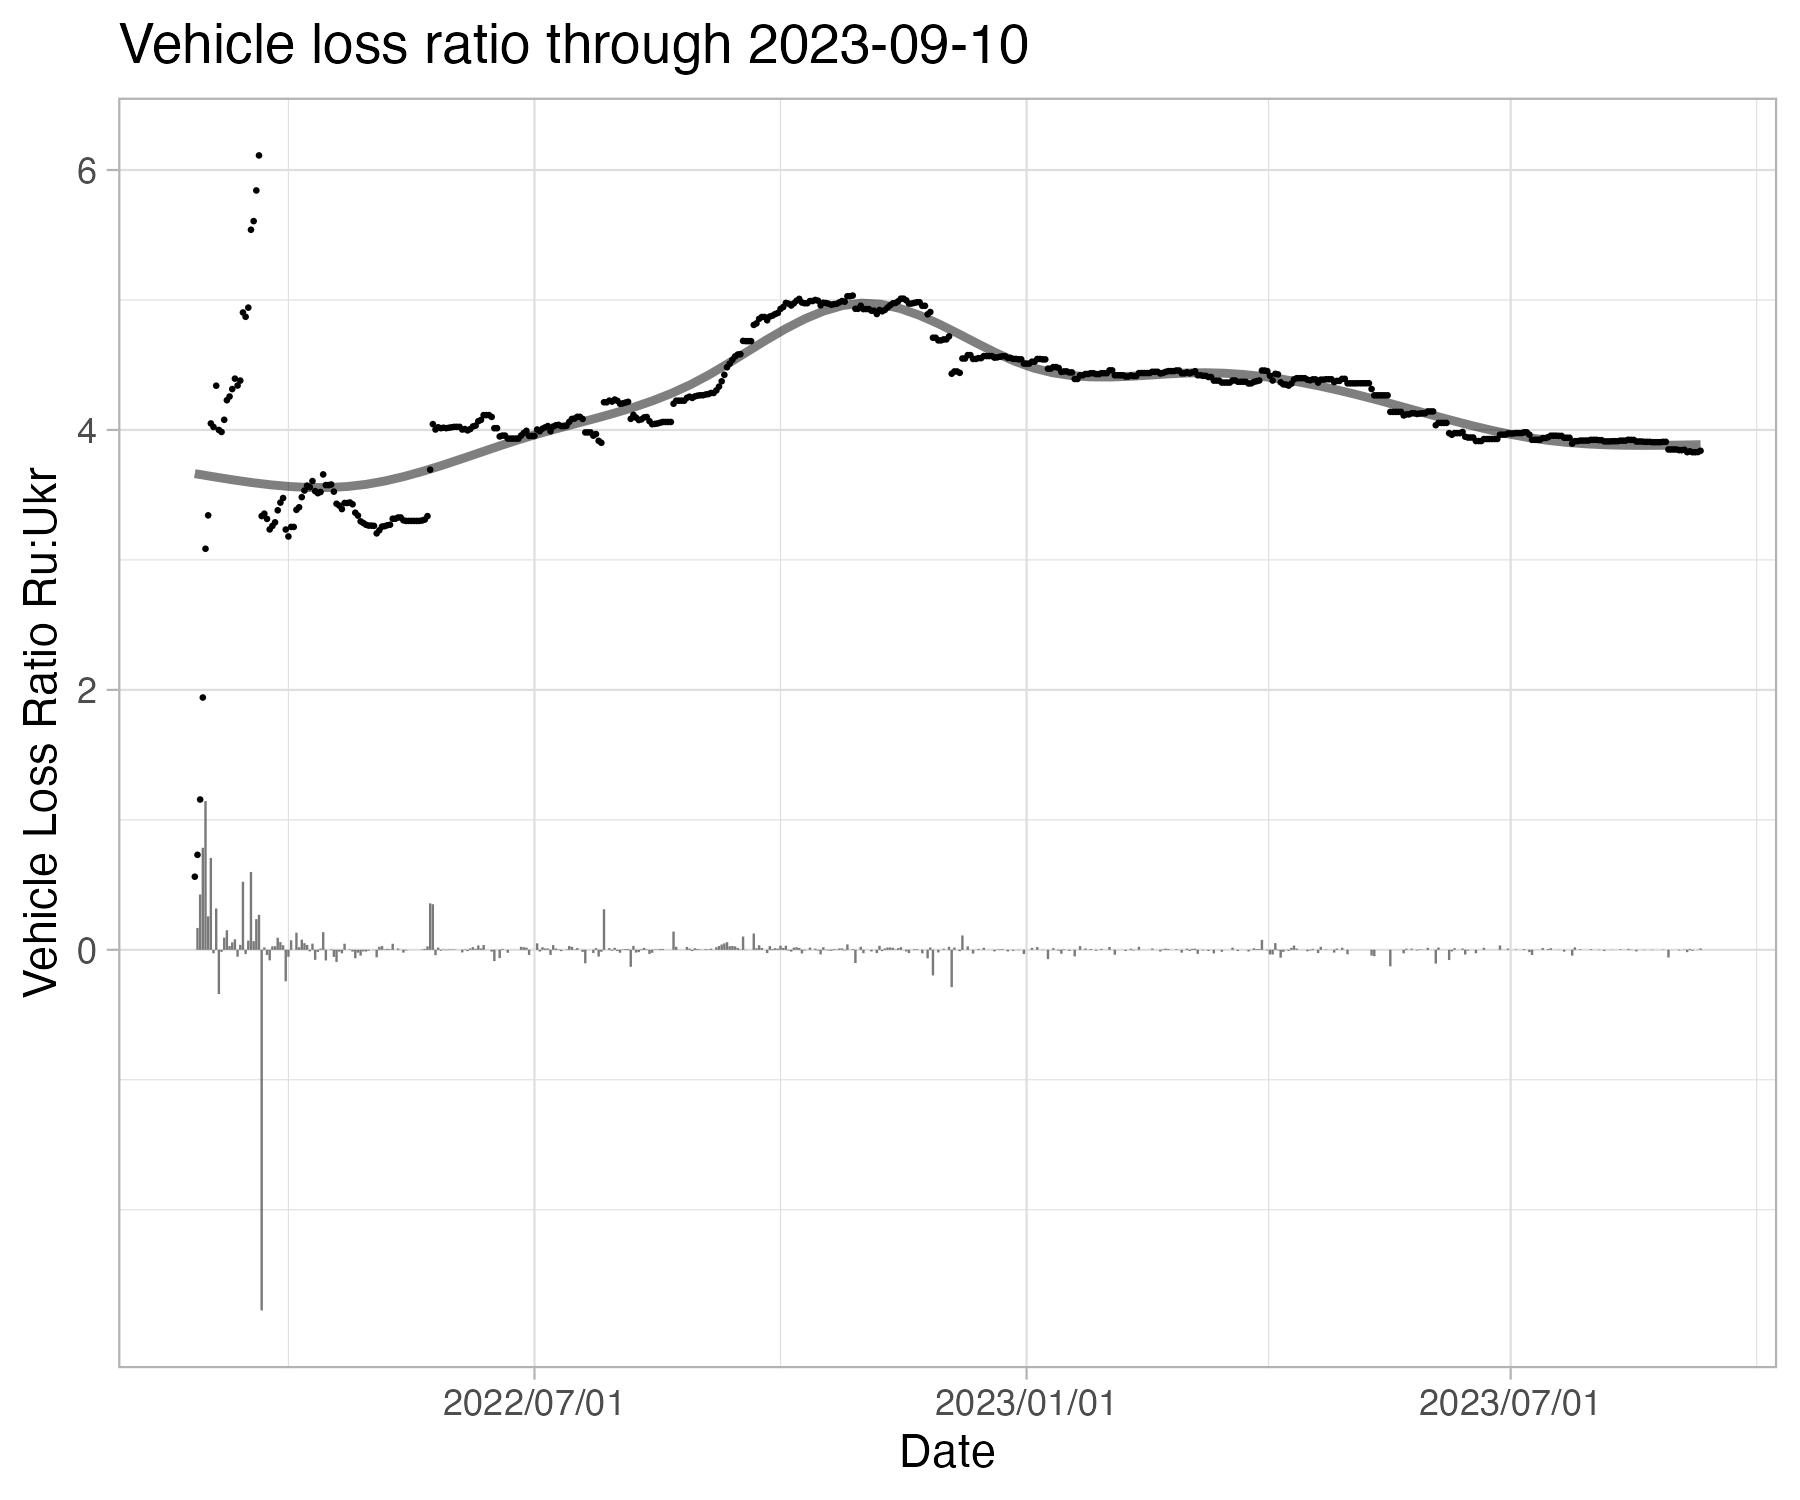 Vehicle loss ratio through 2023-09-10
Vehicle Loss Ratio Ru:Ukr
6
4
2
0
2022/07/01
2023/01/01
2023/07/01
Date